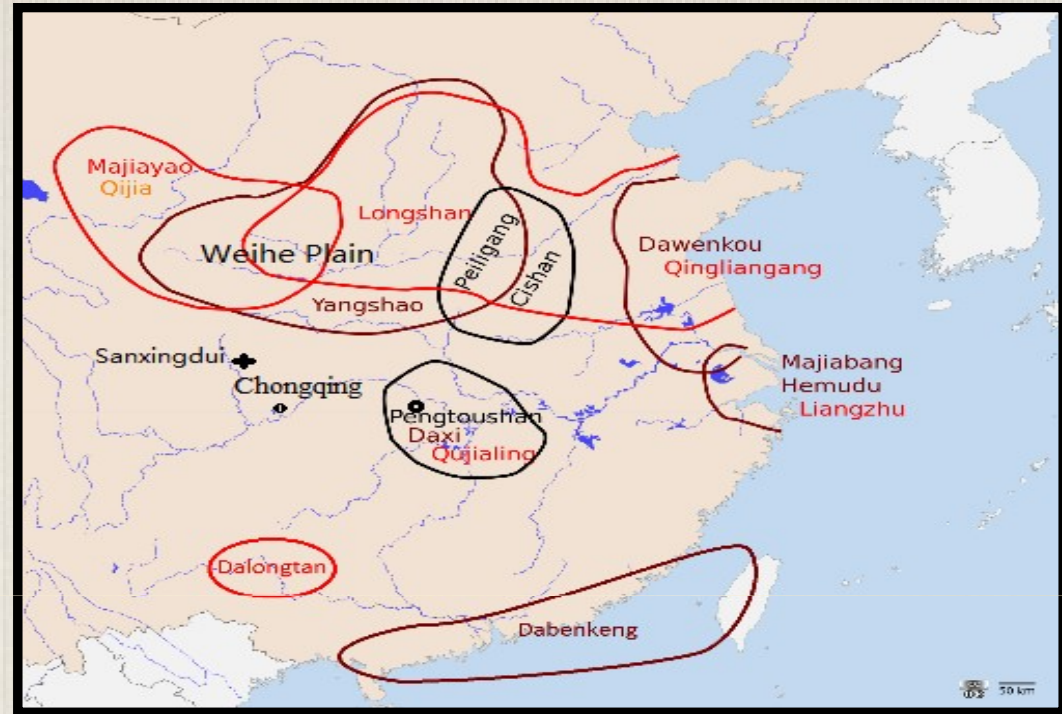 Majiayao
Qijia
Longshan
Weihe Plain
Peiligang
Cishan
Yangshao
Dawenkou
Qingliangang
Sanxingdui
Chongqing
Majiabang
Hemudu
Liangzhu
Pengtoushan
Daxi
Qujialing
Dalongtan
Dabenkeng
50 km